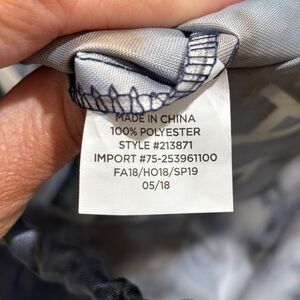 MADE IN CHINA
100% POLYESTER
STYLE #213871
IMPORT #75-253961100
FA18/HO18/SP19
05/18